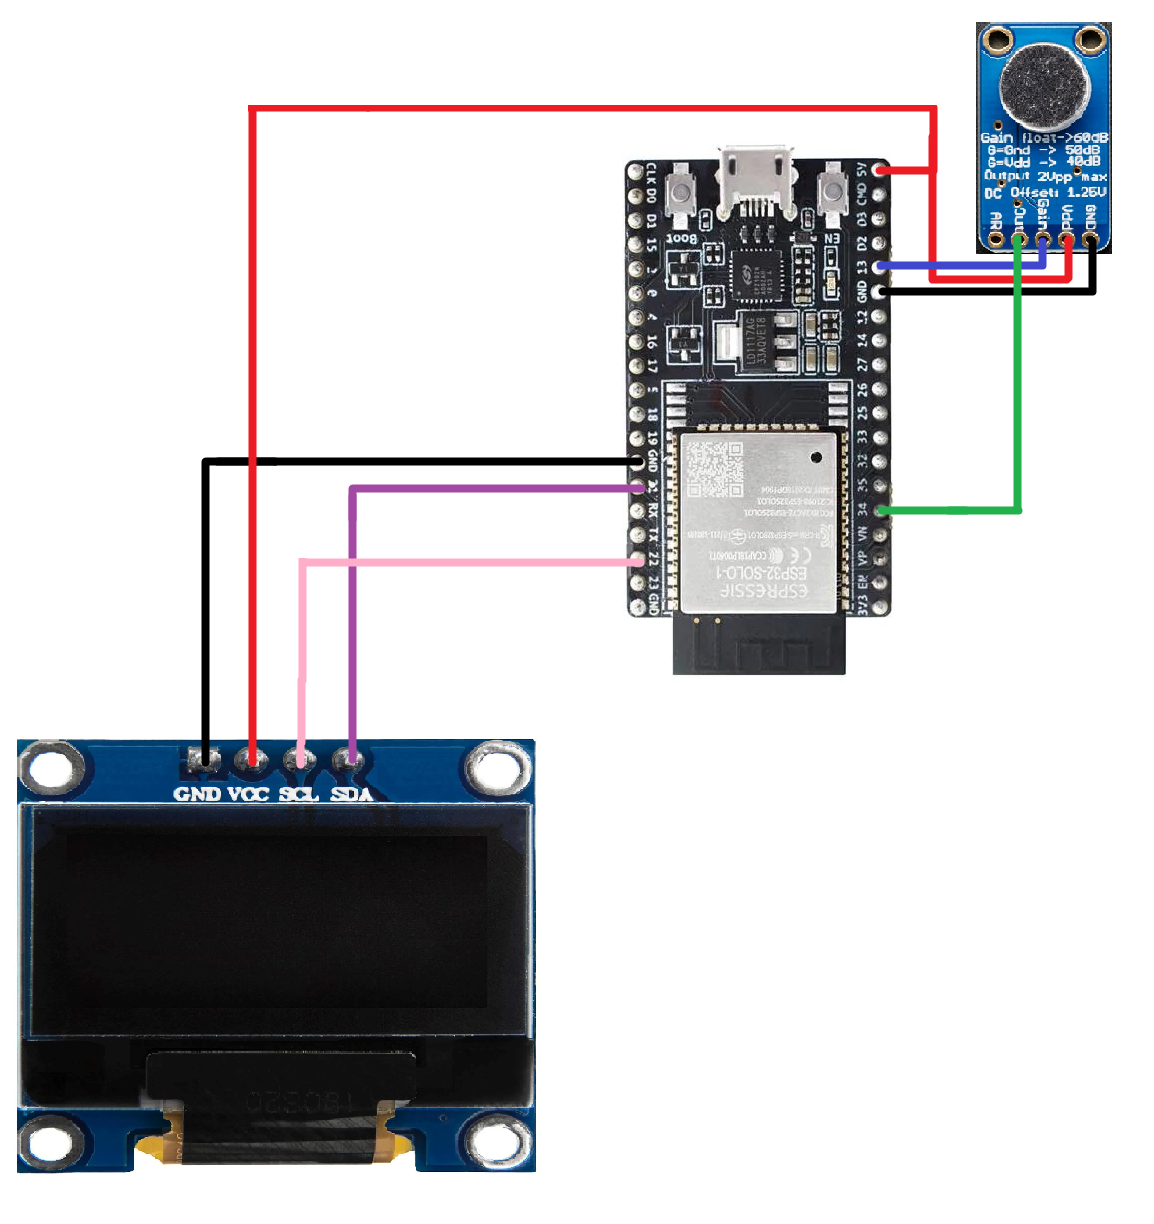 Gain float->60dB
G=Gnd -> 50dB
G=Vdd -> 40dB
Output 2Vpp max
DC Offset: 1.25V
AR
Out
Gain
Vdd
GND
CLK
D0
D1
15
4
16
17
18
19
GND
21
RX
TX
22
23
GND
Boot
EN
LD1117AG
33AQVET8
5V
CMD
D3
D2
13
GND
12
14
27
26
25
33
32
35
34
VN
VP
EN
3V3
CE
ESP32-SOLO-1
ESPRESSIF
GND VCC SCL SDA